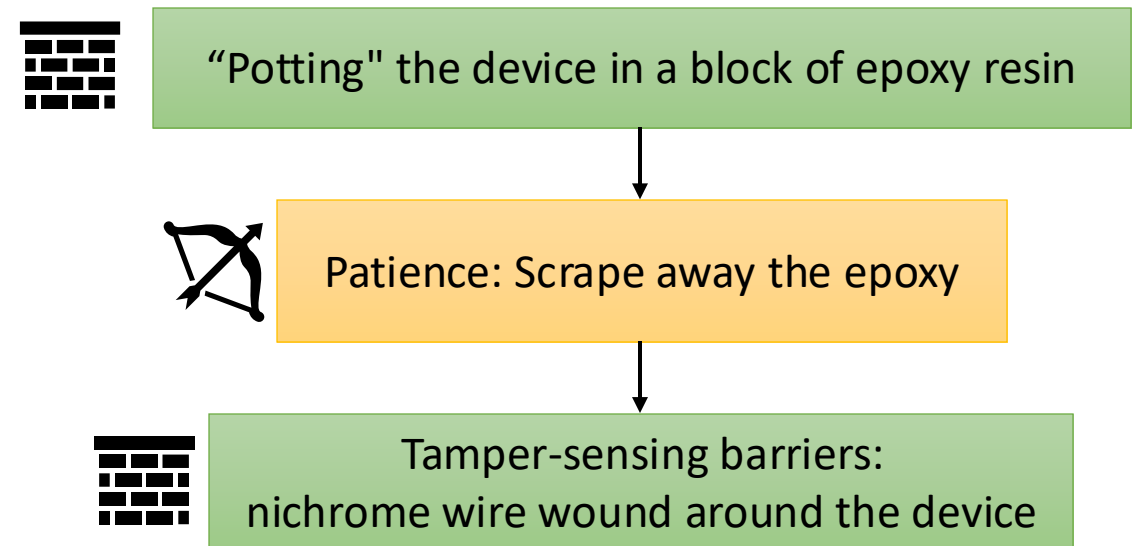 “Potting" the device in a block of epoxy resin
Patience: Scrape away the epoxy
Tamper-sensing barriers:
nichrome wire wound around the device